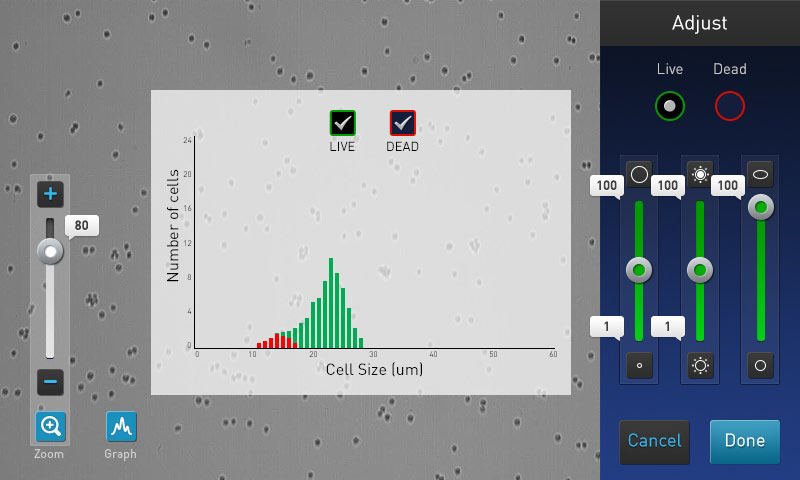 Adjust
Live Dead
LIVE DEAD
Number of cells
24
20
16
12
8
4
0
0 10 20 30 40 50 60
Cell Size (um)
80
100 100 100
1 1
Zoom Graph
Cancel Done